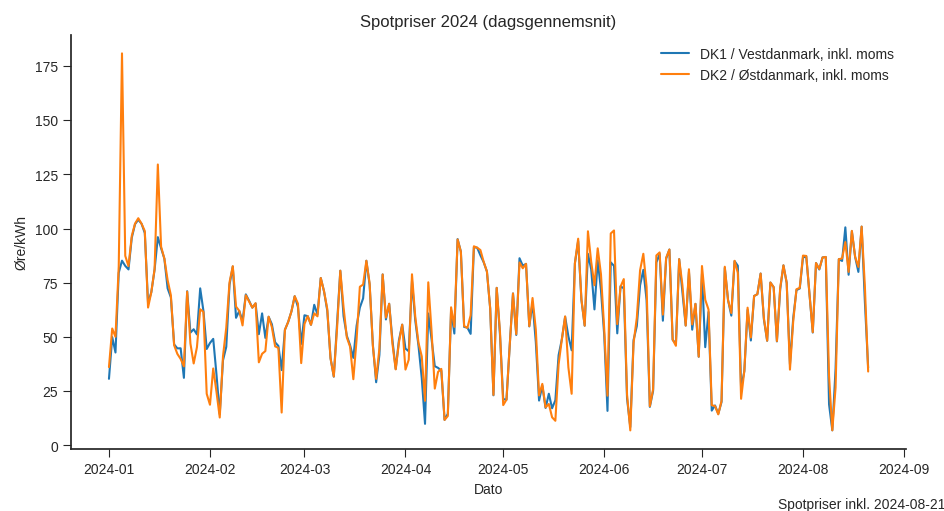 Spotpriser 2024 (dagsgennemsnit)
DK1 / Vestdanmark, inkl. moms
DK2 / Østdanmark, inkl. moms
Øre/kWh
175
150
125
100
75
50
25
0
2024-01 2024-02 2024-03 2024-04 2024-05 2024-06 2024-07 2024-08 2024-09
Dato
Spotpriser inkl. 2024-08-21